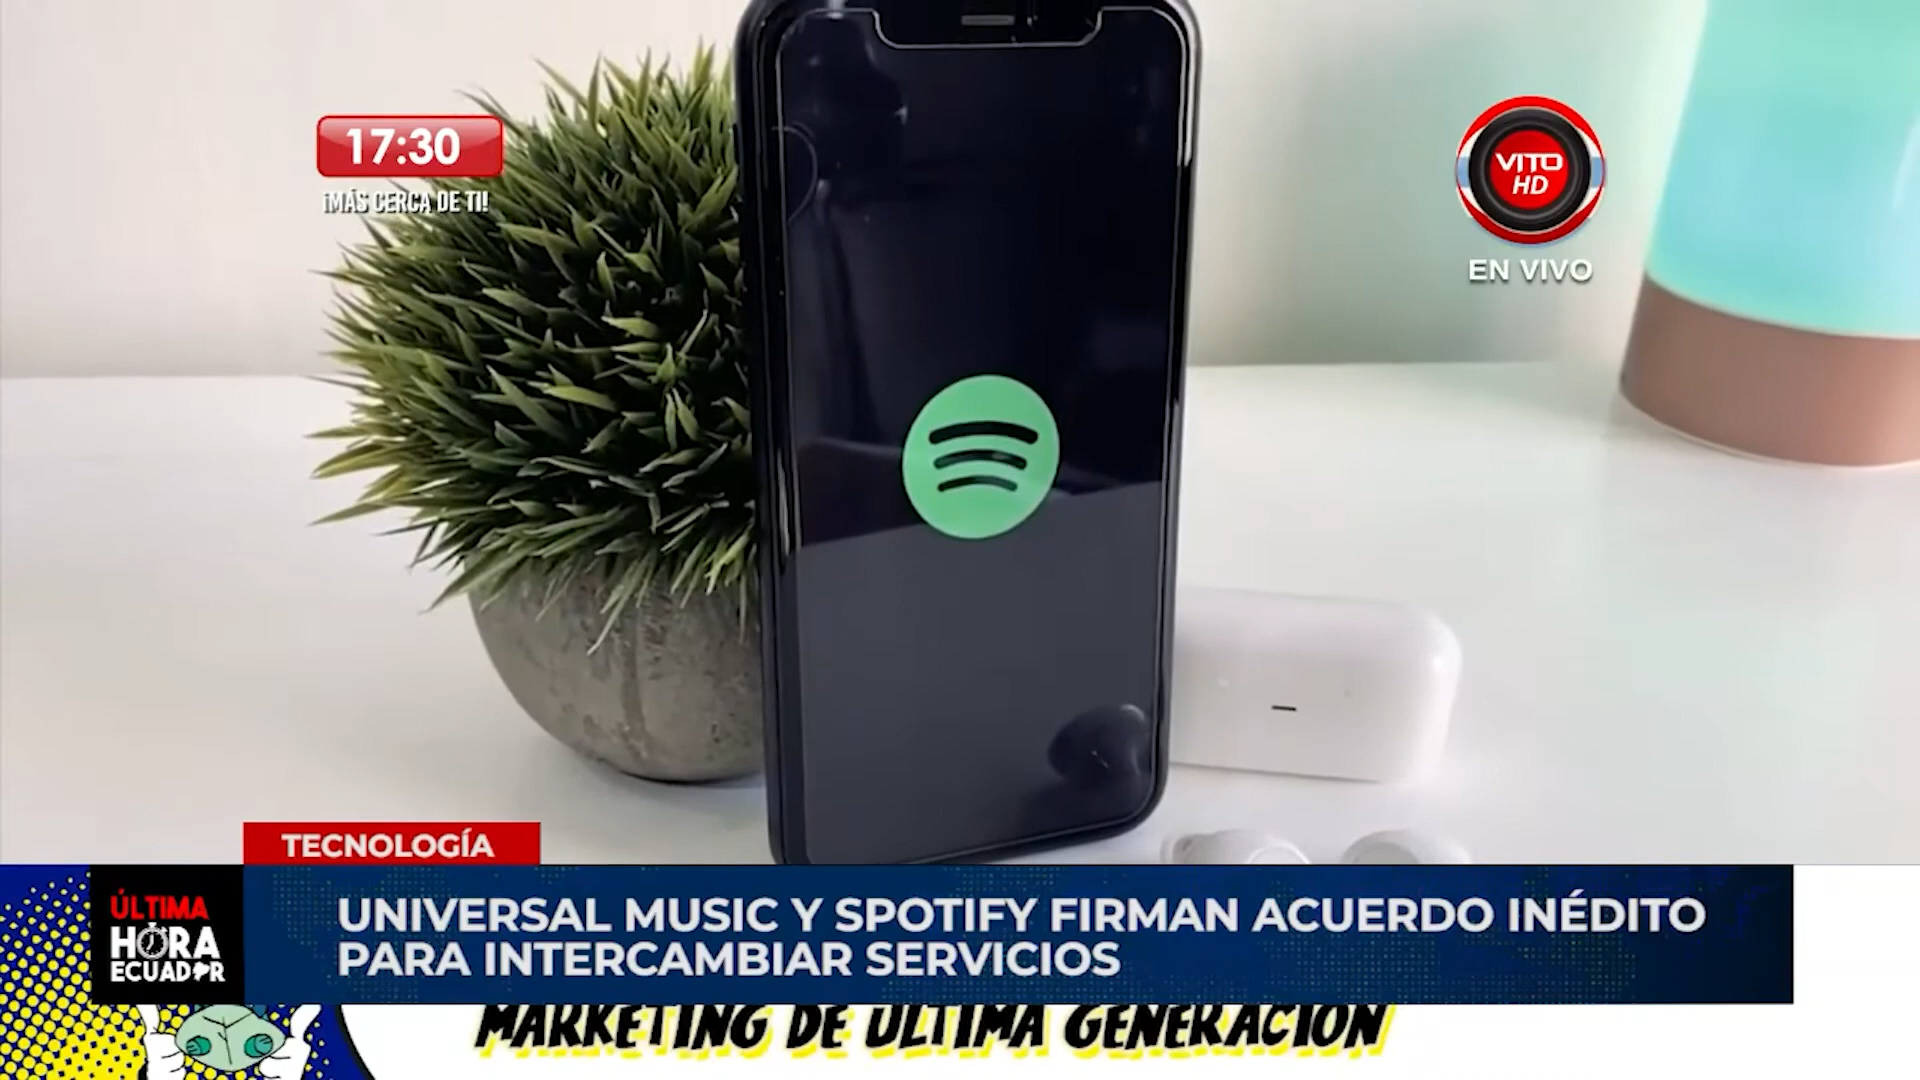 17:30
¡MÁS CERCA DE TI!
VITO
HD
EN VIVO
TECNOLOGÍA
ÚLTIMA
HORA
ECUADOR
UNIVERSAL MUSIC Y SPOTIFY FIRMAN ACUERDO INÉDITO
PARA INTERCAMBIAR SERVICIOS
MARKETING DE ÚLTIMA GENERACIÓN